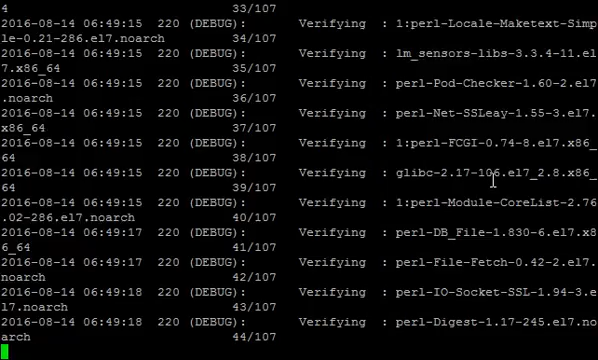 4                              33/107
2016-08-14 06:49:15  220 (DEBUG):       Verifying  : 1:perl-Locale-Maketext-Simp
le-0.21-286.el7.noarch         34/107
2016-08-14 06:49:15  220 (DEBUG):       Verifying  : lm_sensors-libs-3.3.4-11.el
7.x86_64                       35/107
2016-08-14 06:49:15  220 (DEBUG):       Verifying  : perl-Pod-Checker-1.60-2.el7
.noarch                        36/107
2016-08-14 06:49:15  220 (DEBUG):       Verifying  : perl-Net-SSLeay-1.55-3.el7.
x86_64                         37/107
2016-08-14 06:49:15  220 (DEBUG):       Verifying  : 1:perl-FCGI-0.74-8.el7.x86_
64                             38/107
2016-08-14 06:49:15  220 (DEBUG):       Verifying  : glibc-2.17-106.el7_2.8.x86_
64                             39/107
2016-08-14 06:49:15  220 (DEBUG):       Verifying  : 1:perl-Module-CoreList-2.76
.02-286.el7.noarch             40/107
2016-08-14 06:49:17  220 (DEBUG):       Verifying  : perl-DB_File-1.830-6.el7.x8
6_64                           41/107
2016-08-14 06:49:17  220 (DEBUG):       Verifying  : perl-File-Fetch-0.42-2.el7.
noarch                         42/107
2016-08-14 06:49:18  220 (DEBUG):       Verifying  : perl-IO-Socket-SSL-1.94-3.e
l7.noarch                      43/107
2016-08-14 06:49:18  220 (DEBUG):       Verifying  : perl-Digest-1.17-245.el7.no
arch                           44/107